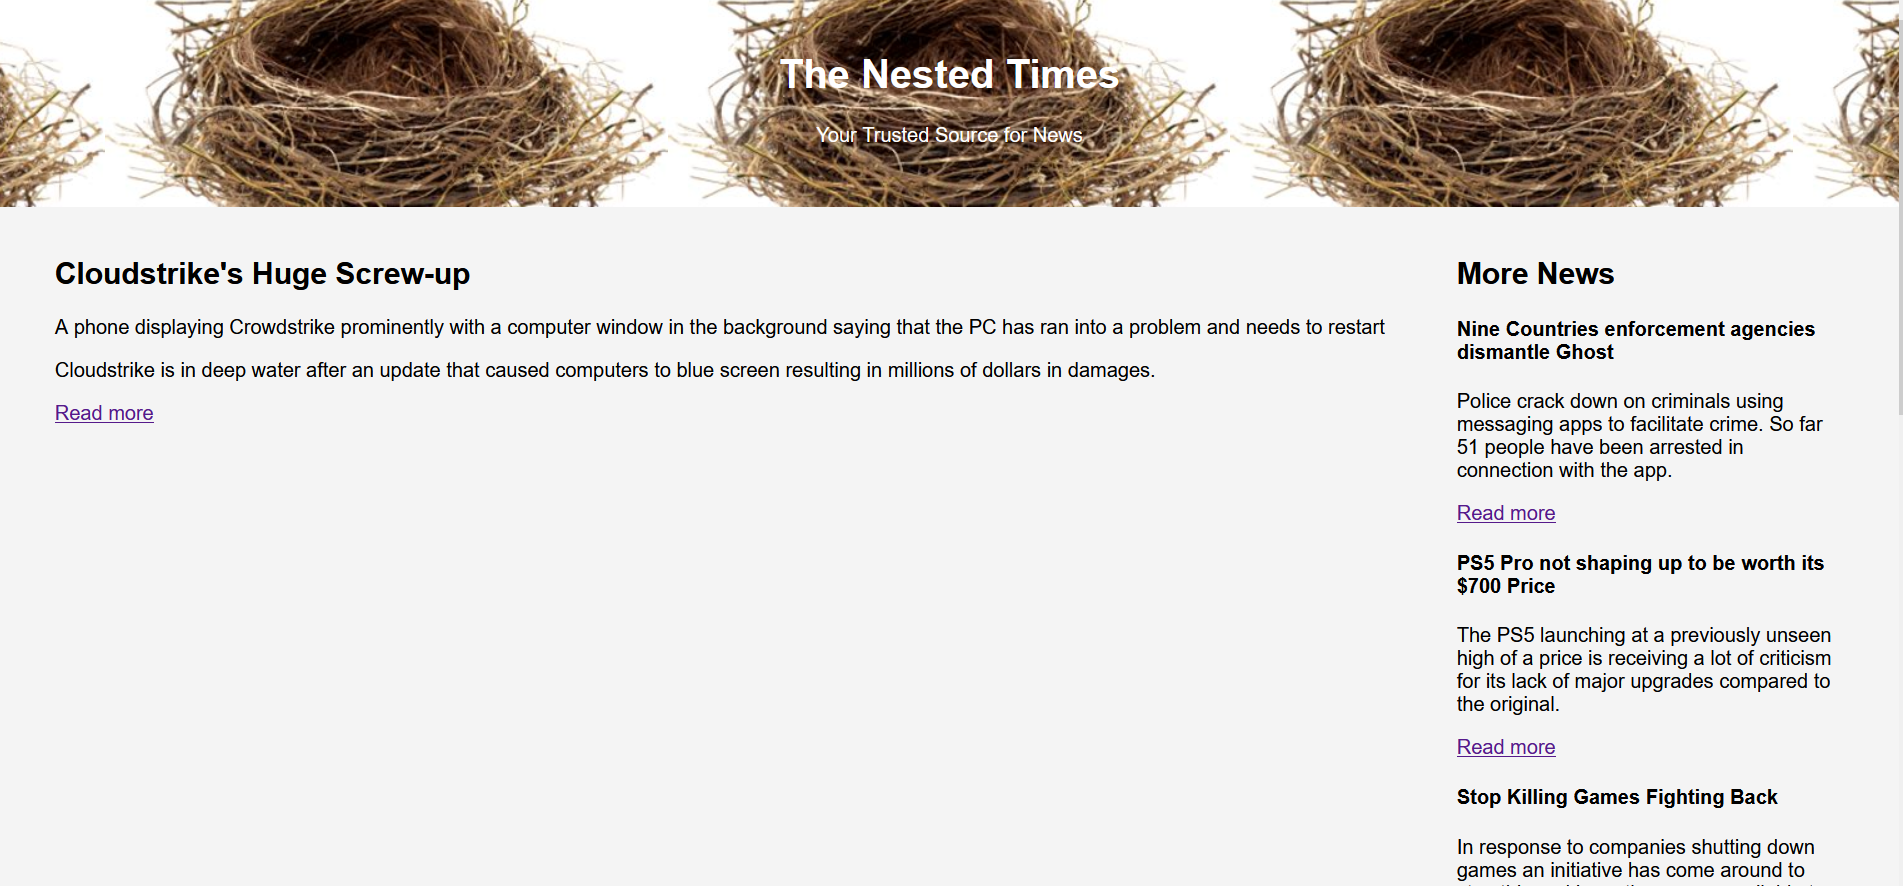 The Nested Times
Your Trusted Source for News
Cloudstrike's Huge Screw-up
A phone displaying Crowdstrike prominently with a computer window in the background saying that the PC has ran into a problem and needs to restart
Cloudstrike is in deep water after an update that caused computers to blue screen resulting in millions of dollars in damages.
Read more
More News
Nine Countries enforcement agencies
dismantle Ghost
Police crack down on criminals using
messaging apps to facilitate crime. So far
51 people have been arrested in
connection with the app.
Read more
PS5 Pro not shaping up to be worth its
$700 Price
The PS5 launching at a previously unseen
high of a price is receiving a lot of criticism
for its lack of major upgrades compared to
the original.
Read more
Stop Killing Games Fighting Back
In response to companies shutting down
games an initiative has come around to